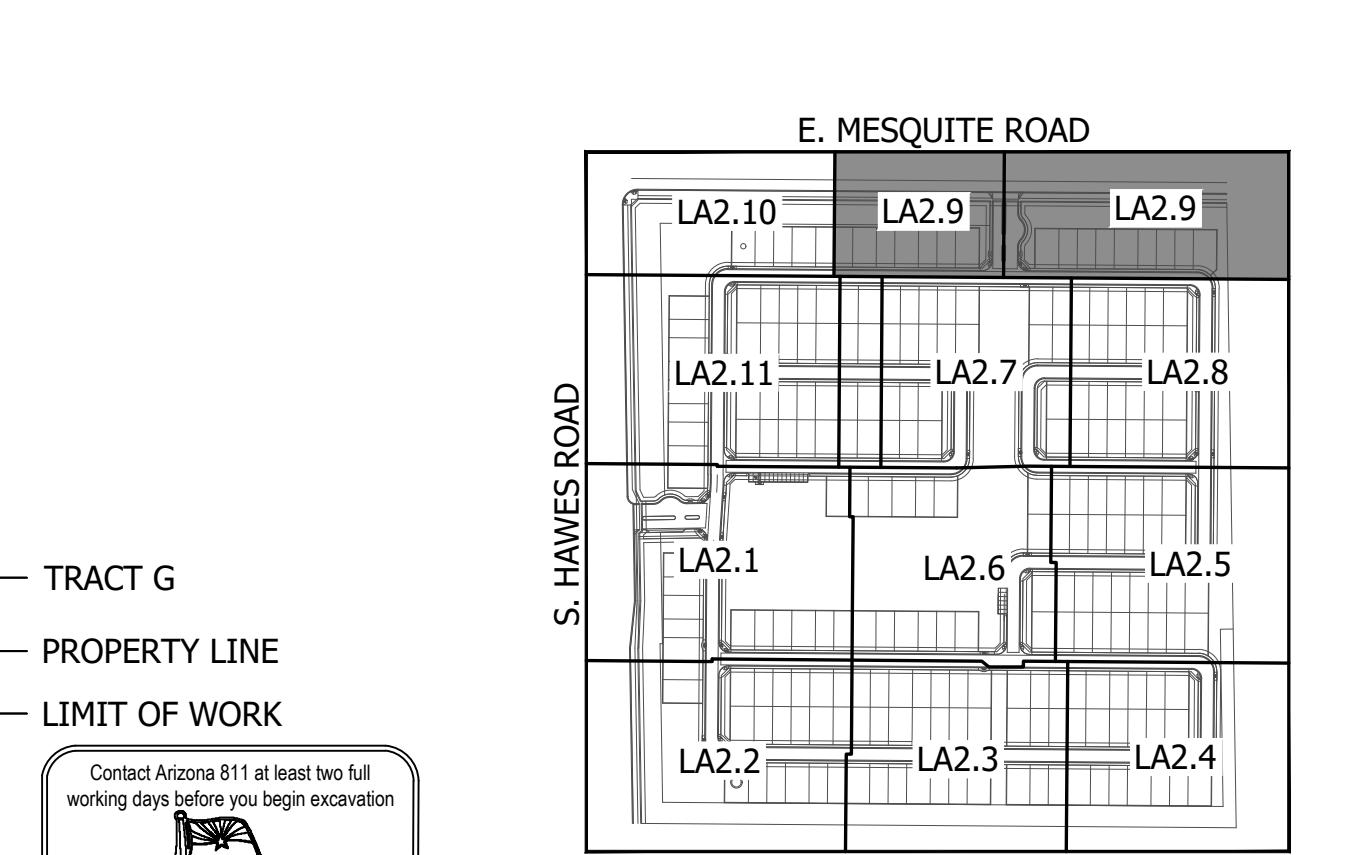 E. MESQUITE ROAD
LA2.10
LA2.9
LA2.9
LA2.11
LA2.7
LA2.8
S. HAWES ROAD
LA2.1
LA2.6
LA2.5
LA2.2
LA2.3
LA2.4
TRACT G
PROPERTY LINE
LIMIT OF WORK
Contact Arizona 811 at least two full
working days before you begin excavation